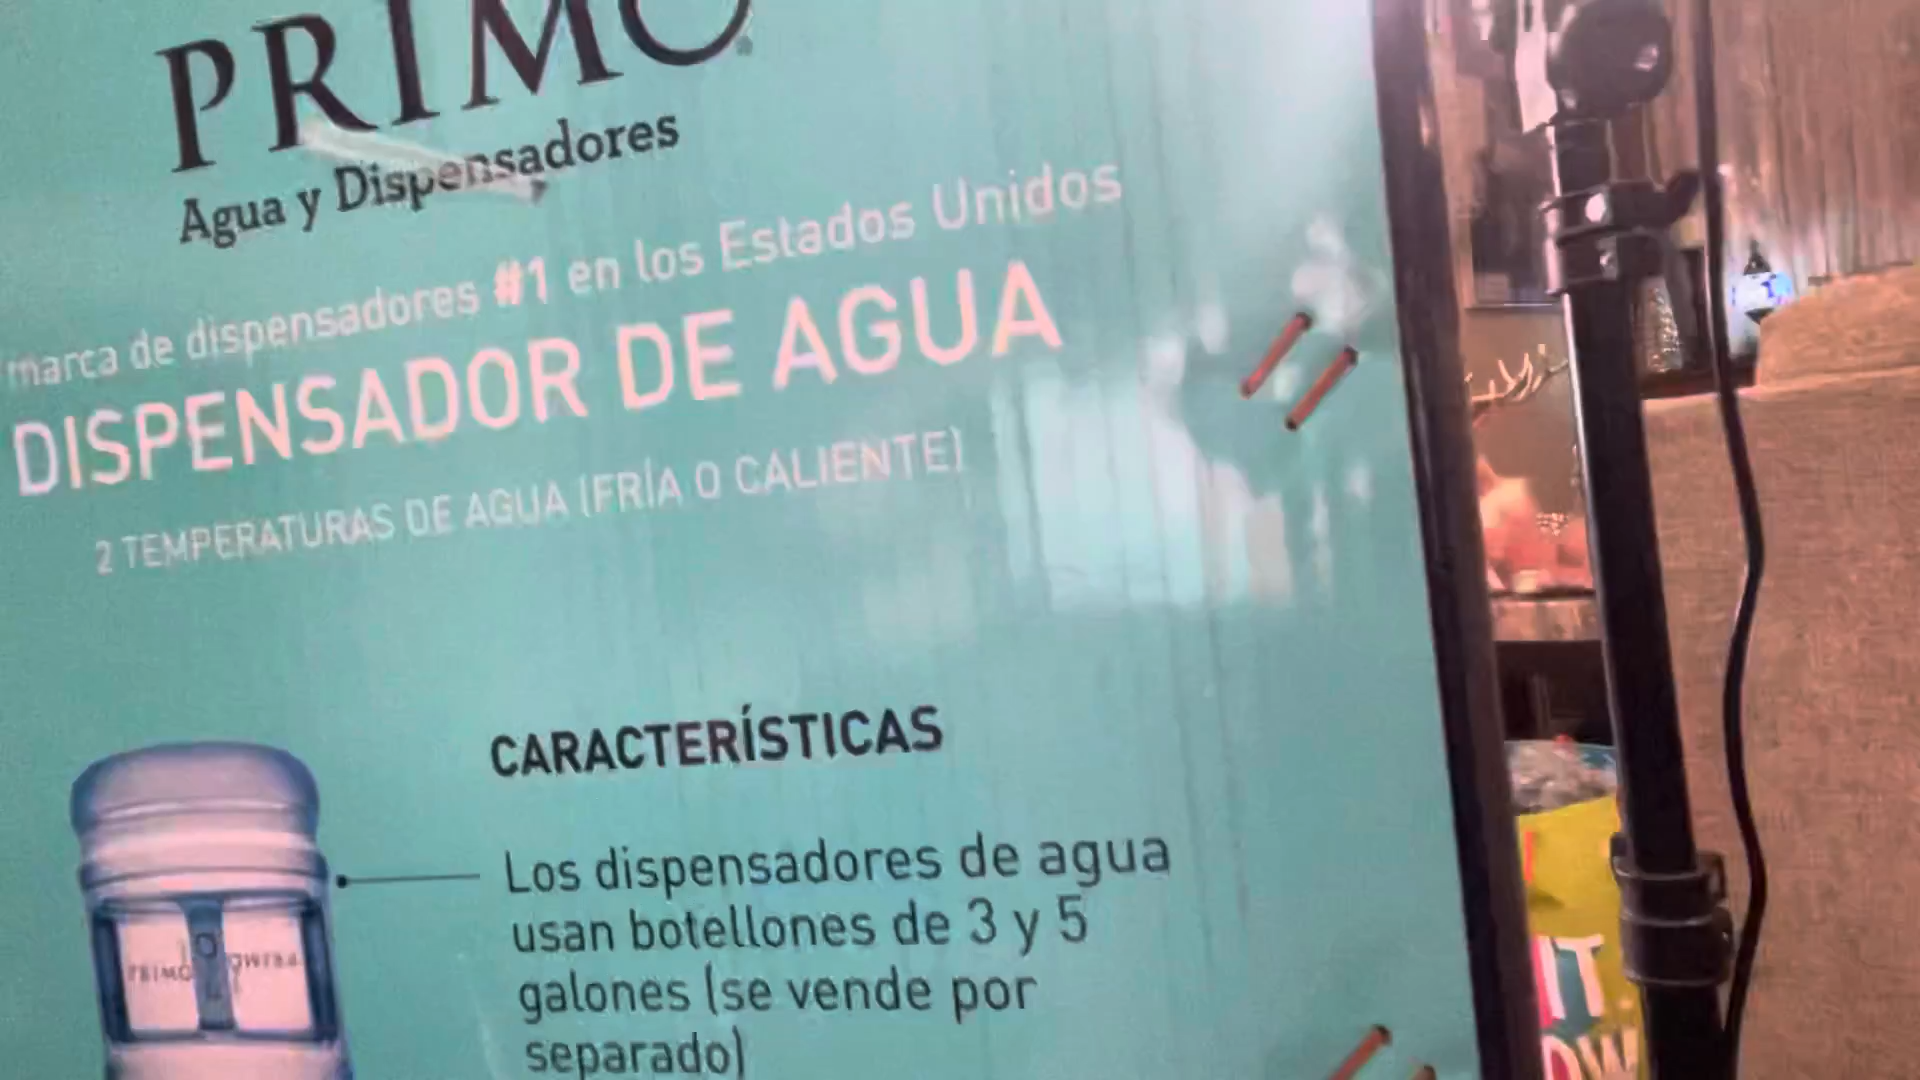 PRIMO
Agua y Dispensadores
marca de dispensadores #1 en los Estados Unidos
DISPENSADOR DE AGUA
2 TEMPERATURAS DE AGUA (FRÍA O CALIENTE)
CARACTERÍSTICAS
Los dispensadores de agua
usan botellones de 3 y 5
galones (se vende por
separado)
PRIMO
IT